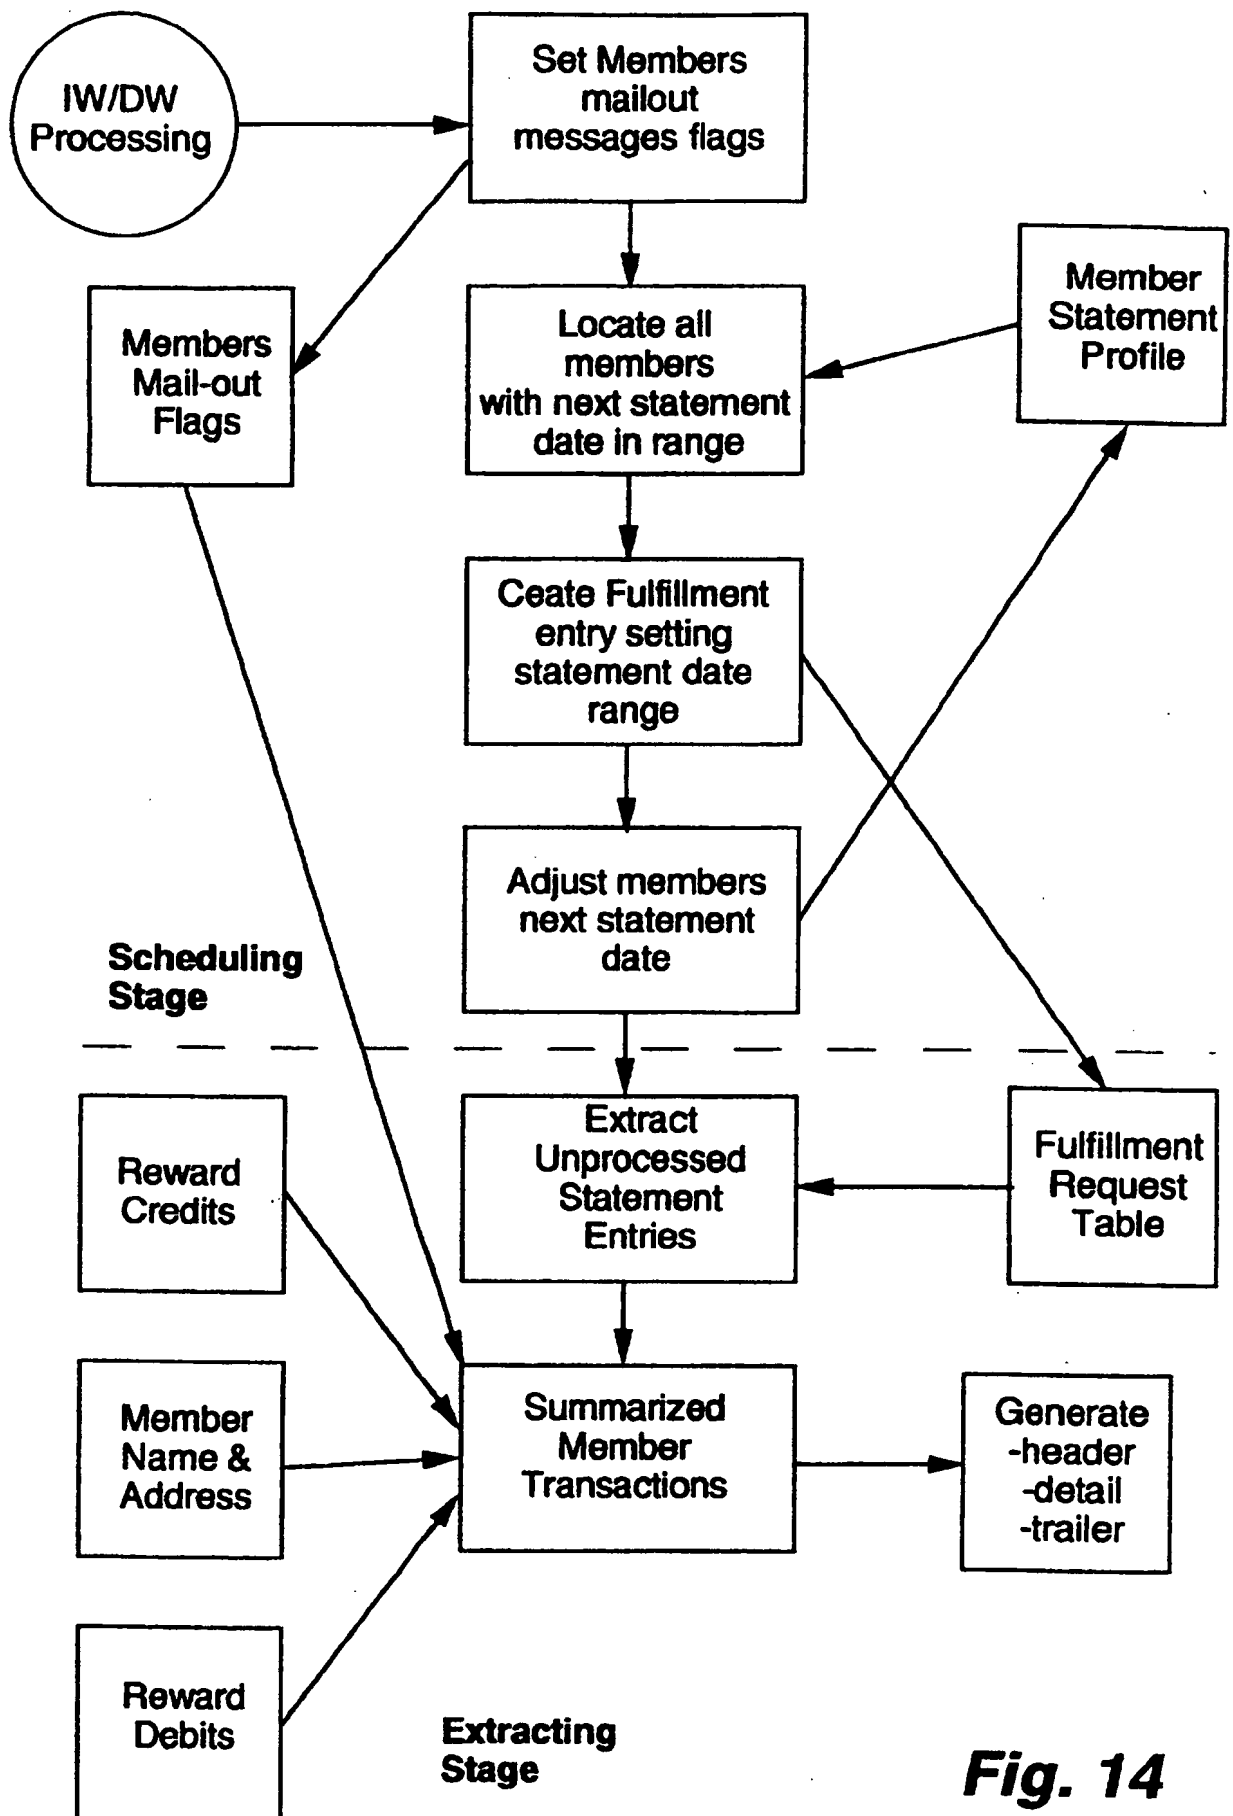 IW/DW
Processing
Set Members
mailout
messages flags
Member
Statement
Profile
Members
Mail-out
Flags
Locate all
members
with next statement
date in range
Ceate Fulfillment
entry setting
statement date
range
Adjust members
next statement
date
Scheduling
Stage
Reward
Credits
Extract
Unprocessed
Statement
Entries
Fulfillment
Request
Table
Member
Name &
Address
Summarized
Member
Transactions
Generate
-header
-detail
-trailer
Reward
Debits
Extracting
Stage
Fig. 14